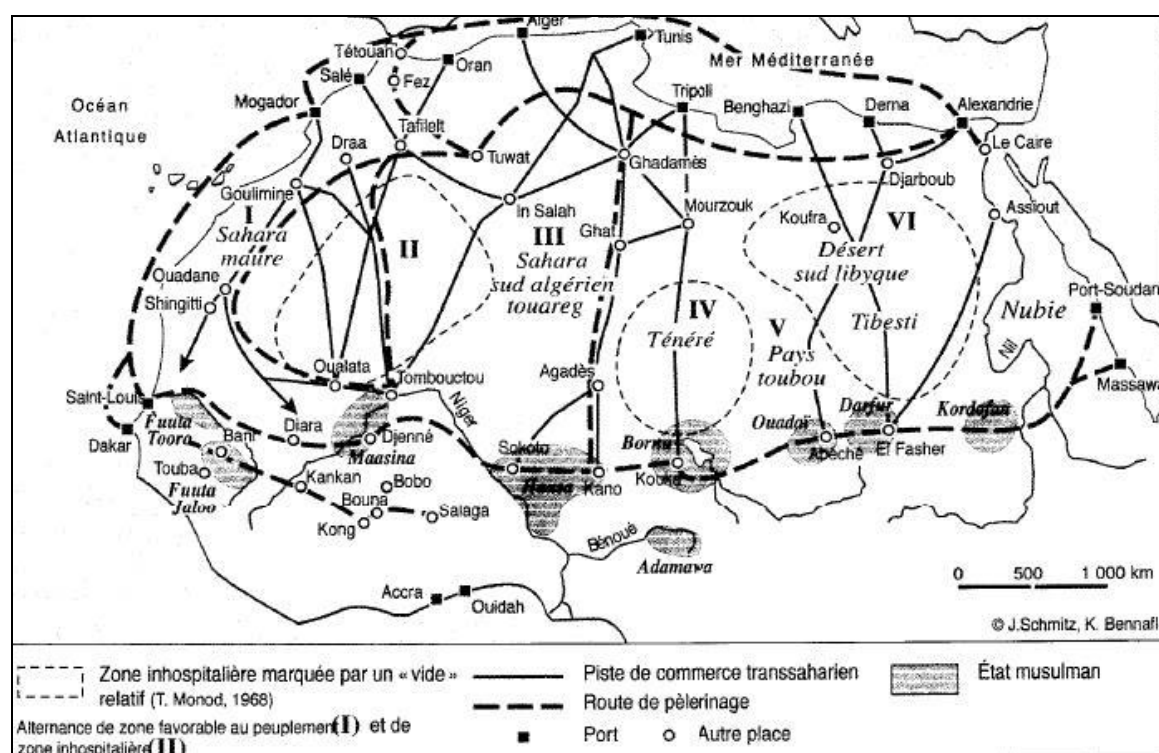 Alger
Tunis
Tétouan
Oran
Mer Méditerranée
Salé
Fez
Océan
Atlantique
Mogador
Tripoli
Benghazi
Derna
Alexandrie
Tafilelt
Draa
Tuwat
Ghadamès
Le Caire
Djarboub
Goulimine
In Salah
Mourzouk
Koufra
Assiout
I
Sahara
maure
II
III
Sahara
sud algérien
touareg
Ghat
VI
Désert
sud libyque
Ouadane
Shingitti
IV
Ténéré
V
Pays
toubou
Tibesti
Nubie
Nil
Port-Soudan
Massawa
Oualata
Tombouctou
Agadès
Niger
Saint-Louis
Dakar
Fuuta
Tooro
Diara
Djenné
Maasina
Sokoto
Hausa
Kano
Bornu
Kouka
Ouadaï
Abéché
Darfur
El Fasher
Kordofan
Touba
Fuuta
Jaloo
Kankan
Bobo
Bouna
Kong
Salaga
Bénoué
Adamawa
Accra
Ouidah
0 500 1 000 km
© J.Schmitz, K. Bennafl
Zone inhospitalière marquée par un « vide »
relatif (T. Monod, 1968)
Alternance de zone favorable au peuplement (I) et de
zone inhospitalière (II)
Piste de commerce transsaharien
Route de pèlerinage
Port
Autre place
État musulman